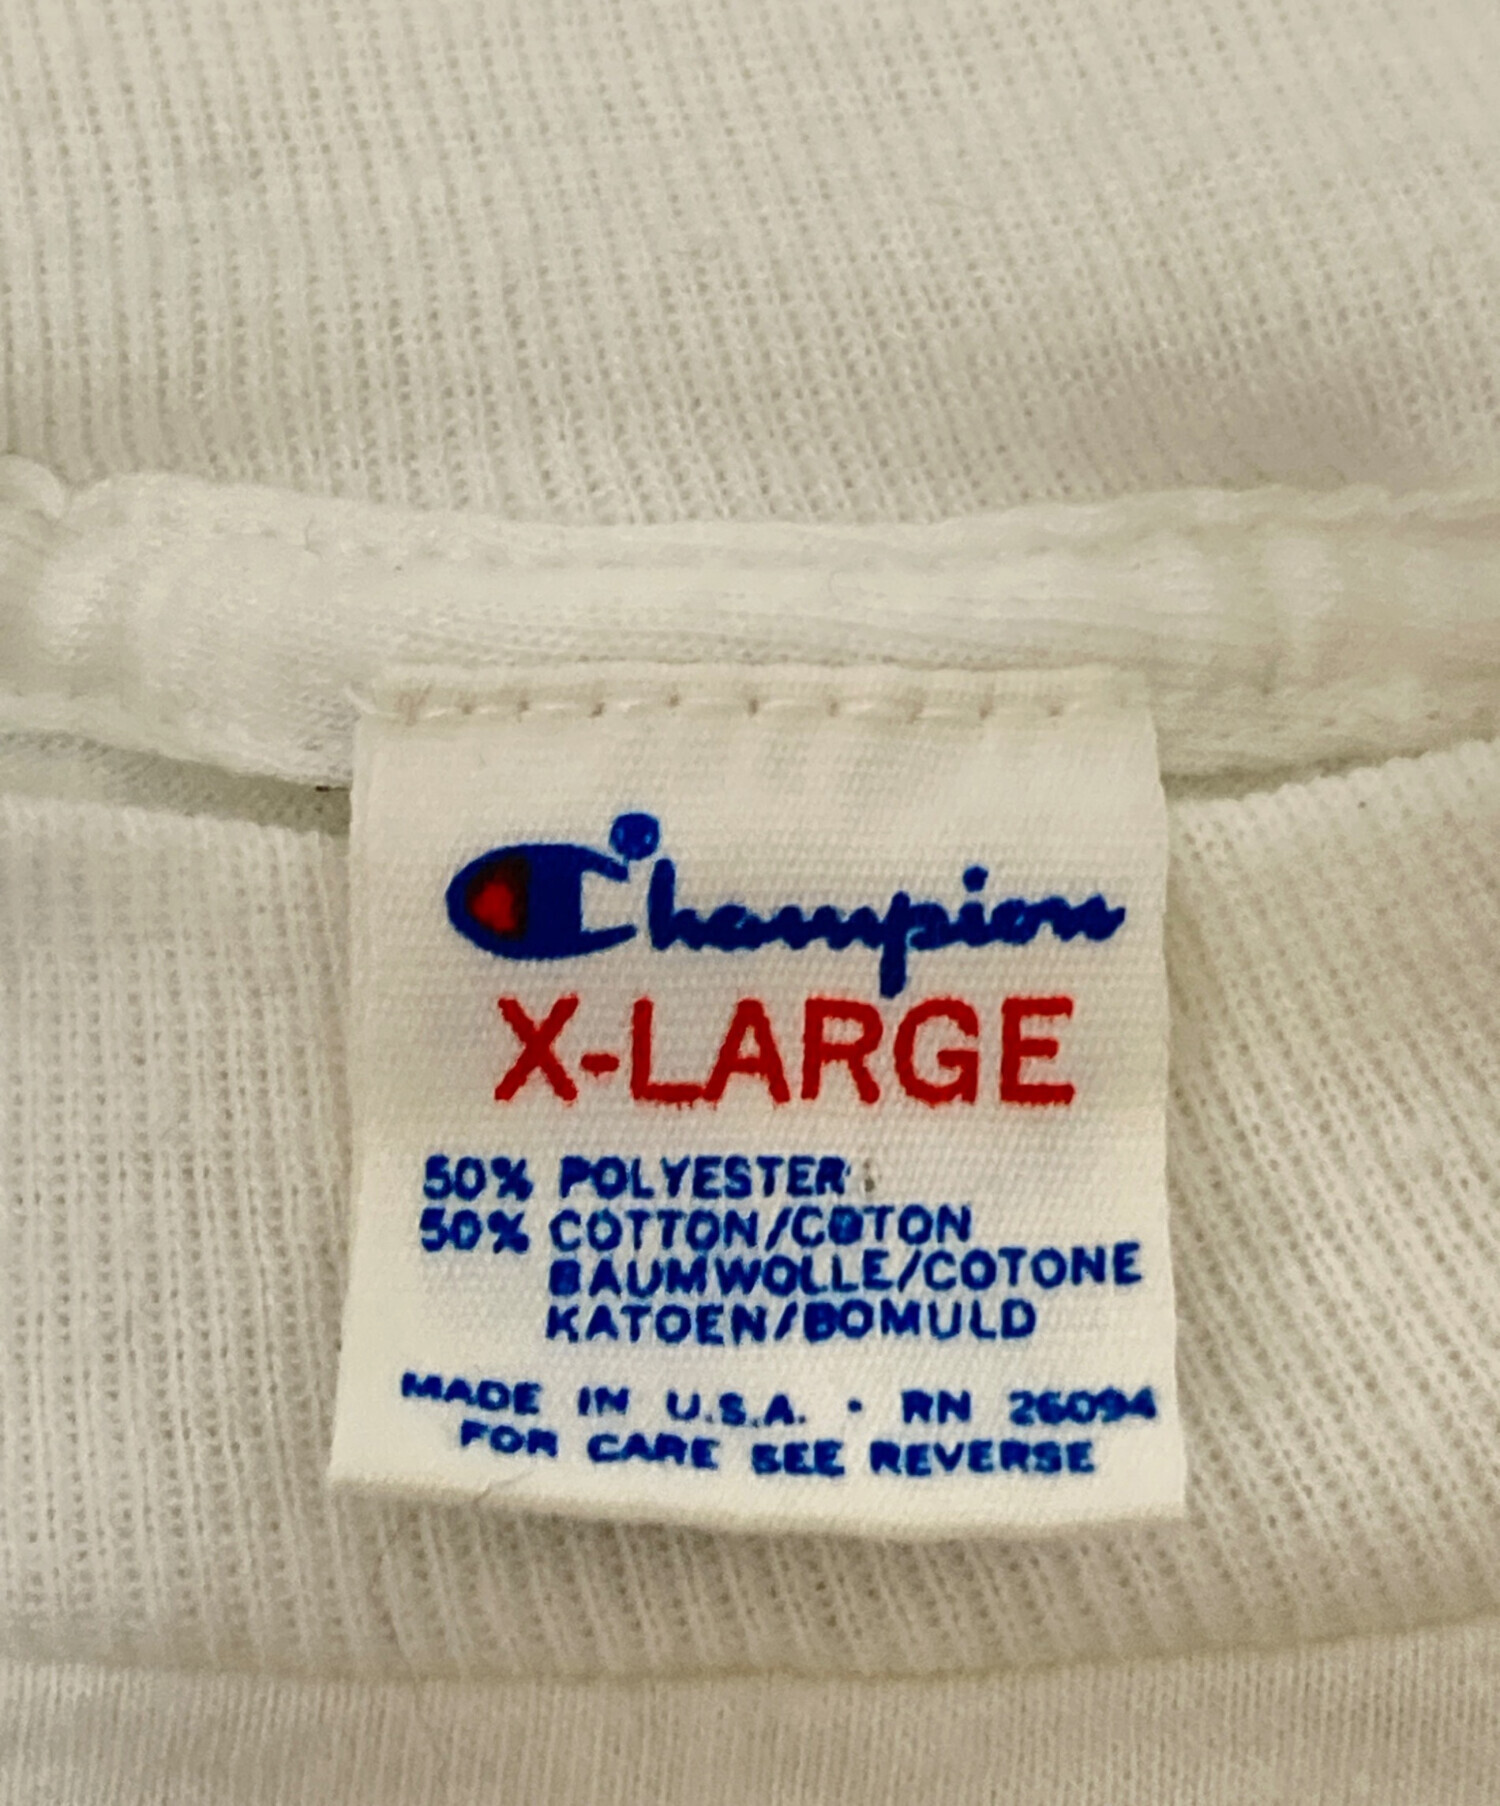 Champion
X-LARGE
50% POLYESTER
50% COTTON/COTON
BAUMWOLLE/COTONE
KATOEN/BOMULD
MADE IN U.S.A. · RN 26094
FOR CARE SEE REVERSE